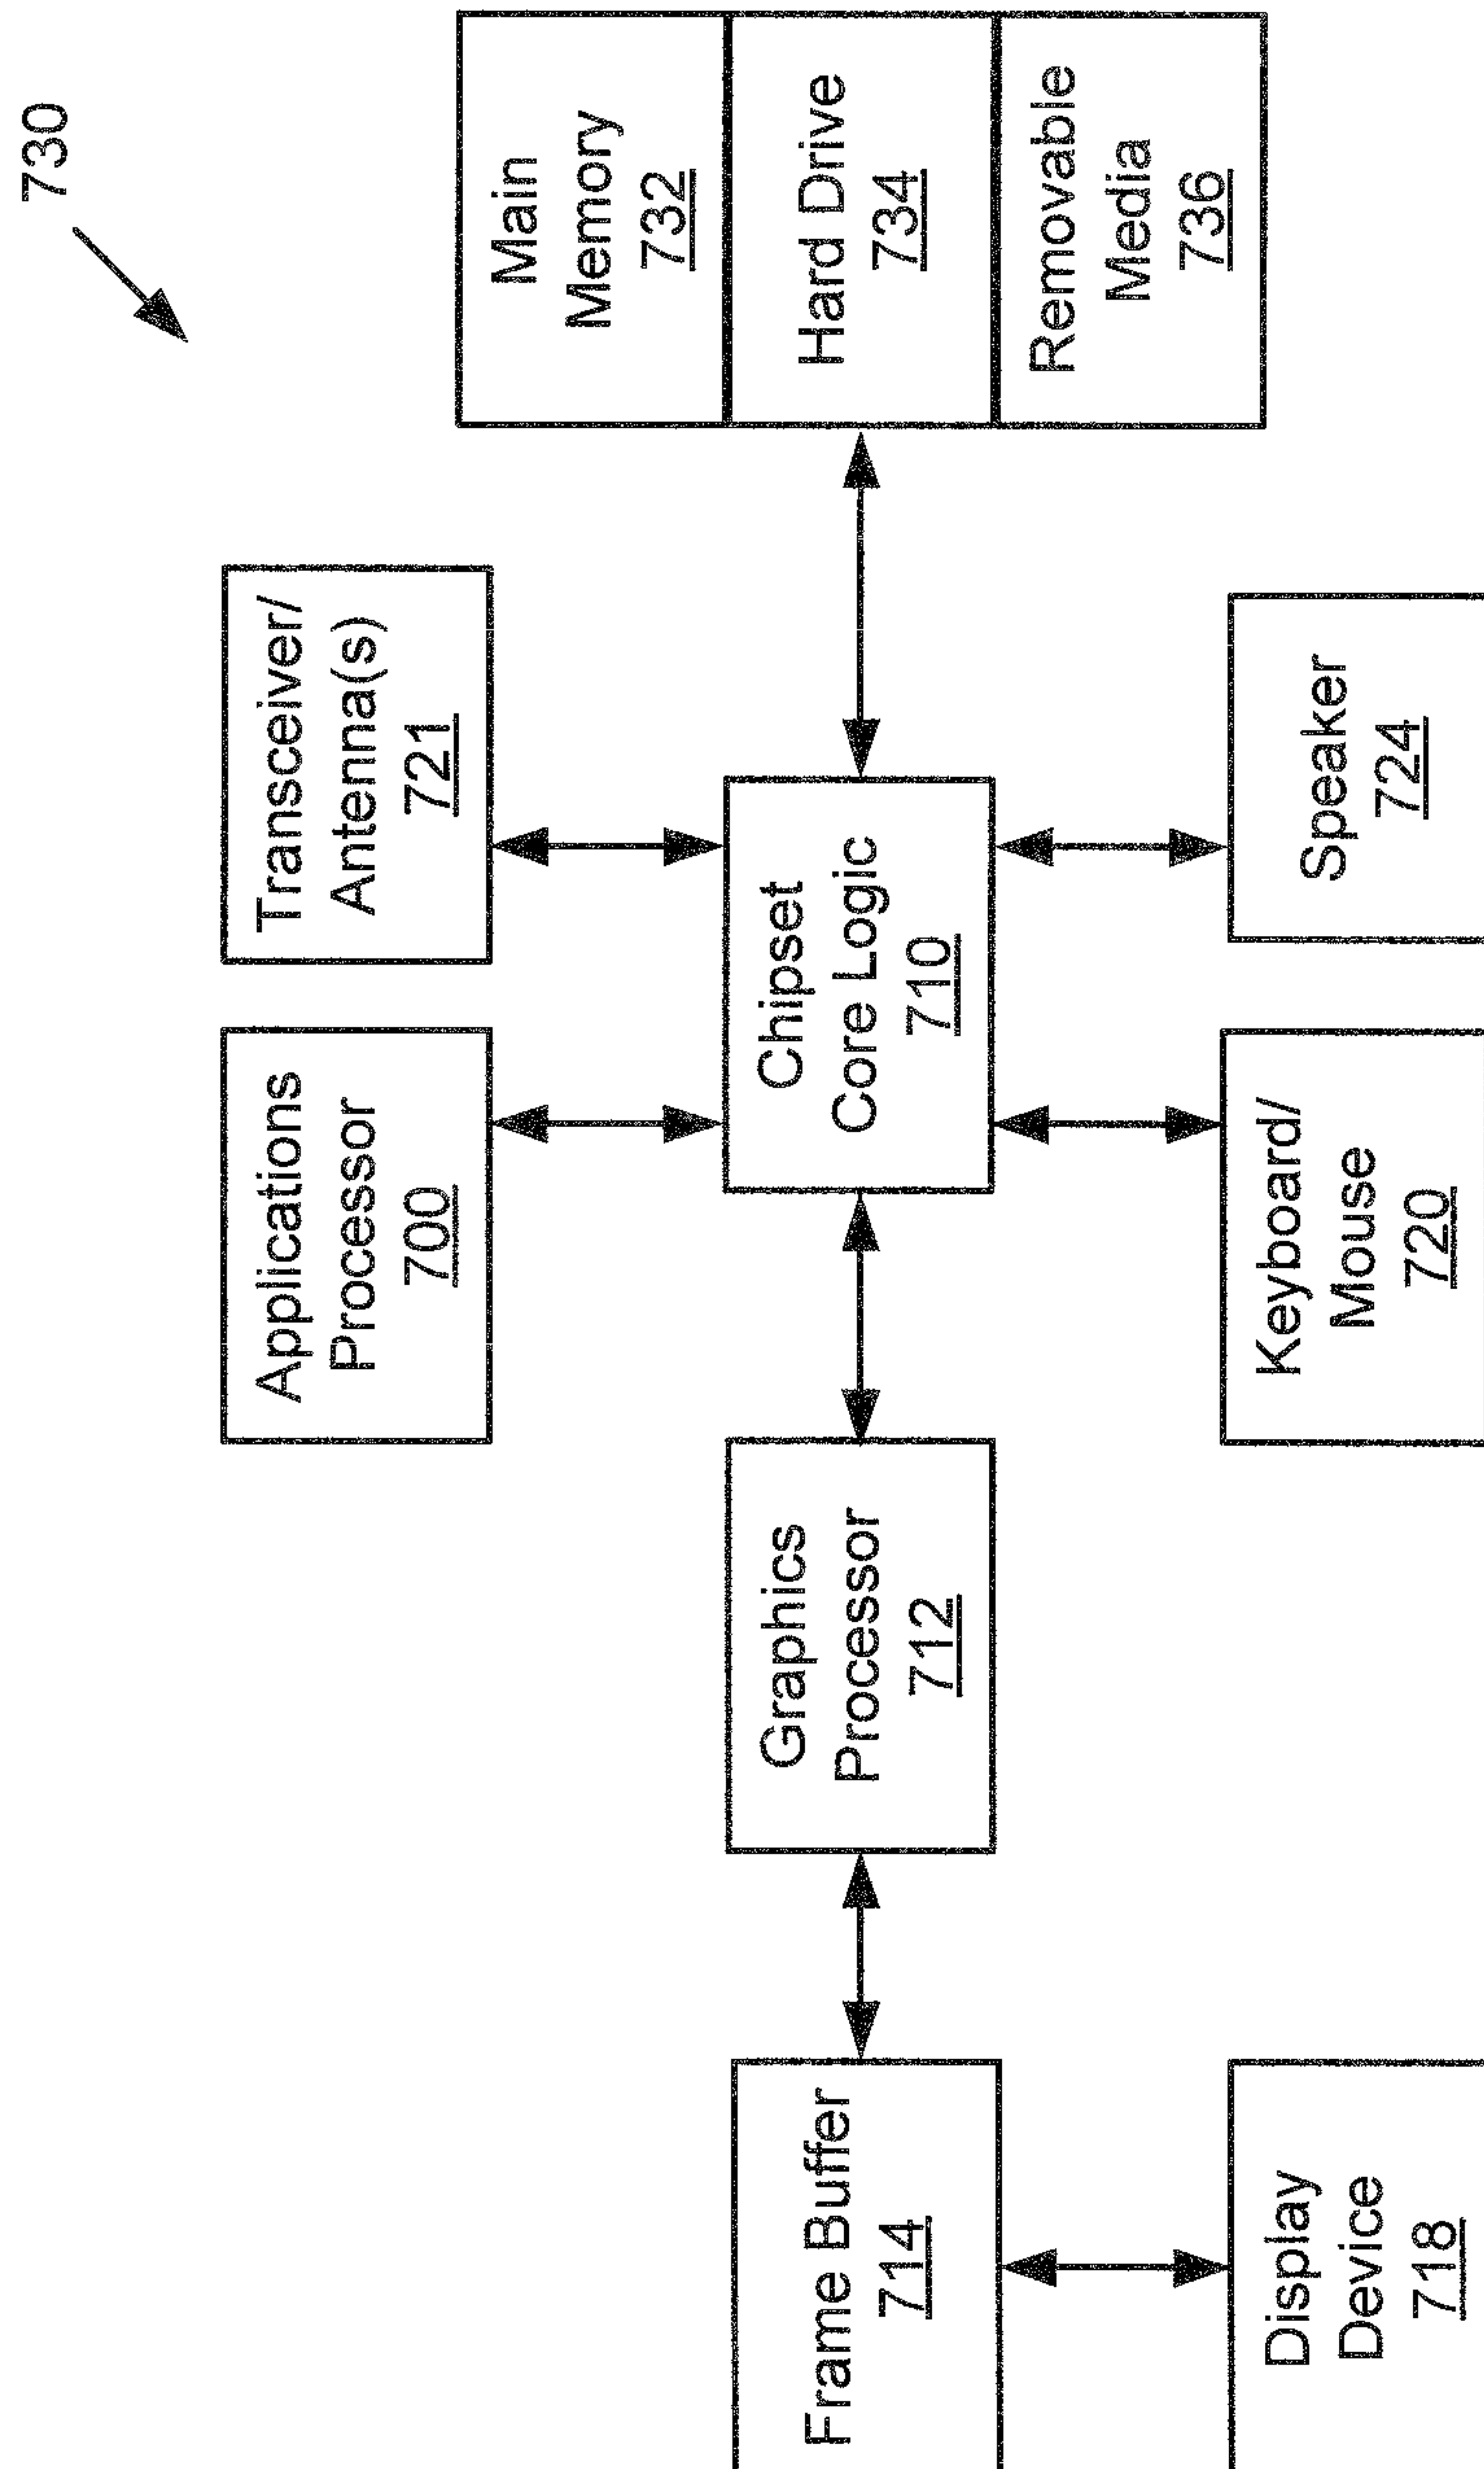 730
Applications
Processor
700
Transceiver/
Antenna(s)
721
Main
Memory
732
Frame Buffer
714
Graphics
Processor
712
Chipset
Core Logic
710
Hard Drive
734
Removable
Media
736
Display
Device
718
Keyboard/
Mouse
720
Speaker
724